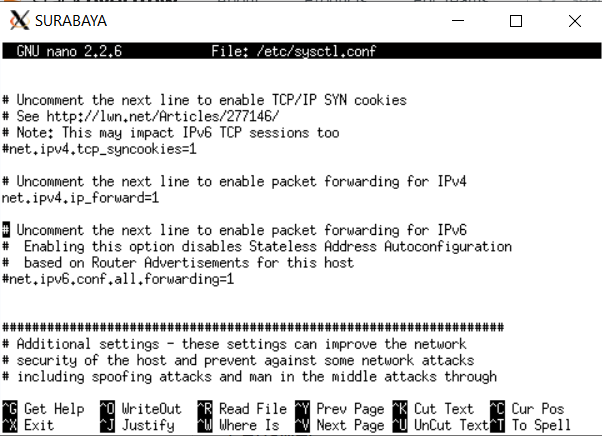 SURABAYA
GNU nano 2.2.6 File: /etc/sysctl.conf
# Uncomment the next line to enable TCP/IP SYN cookies
# See http://lwn.net/Articles/277146/
# Note: This may impact IPv6 TCP sessions too
#net.ipv4.tcp_syncookies=1
# Uncomment the next line to enable packet forwarding for IPv4
net.ipv4.ip_forward=1
# Uncomment the next line to enable packet forwarding for IPv6
#  Enabling this option disables Stateless Address Autoconfiguration
#  based on Router Advertisements for this host
#net.ipv6.conf.all.forwarding=1
###################################################################
# Additional settings - these settings can improve the network
# security of the host and prevent against some network attacks
# including spoofing attacks and man in the middle attacks through
^G Get Help ^O WriteOut ^R Read File ^Y Prev Page ^K Cut Text ^C Cur Pos
^X Exit ^J Justify ^W Where Is ^V Next Page ^U UnCut Text ^T To Spell